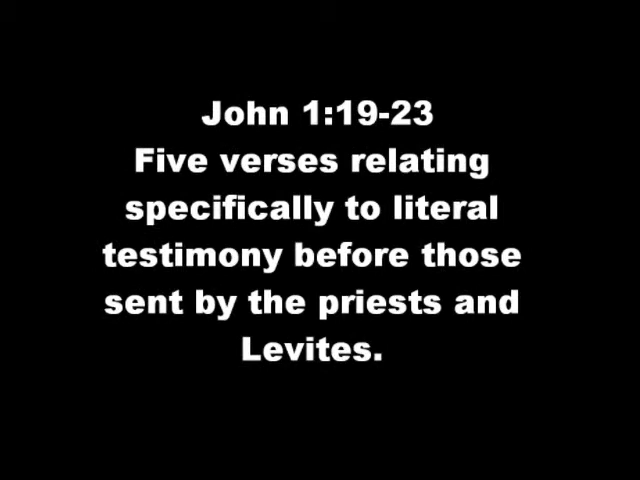 John 1:19-23
Five verses relating
specifically to literal
testimony before those
sent by the priests and
Levites.